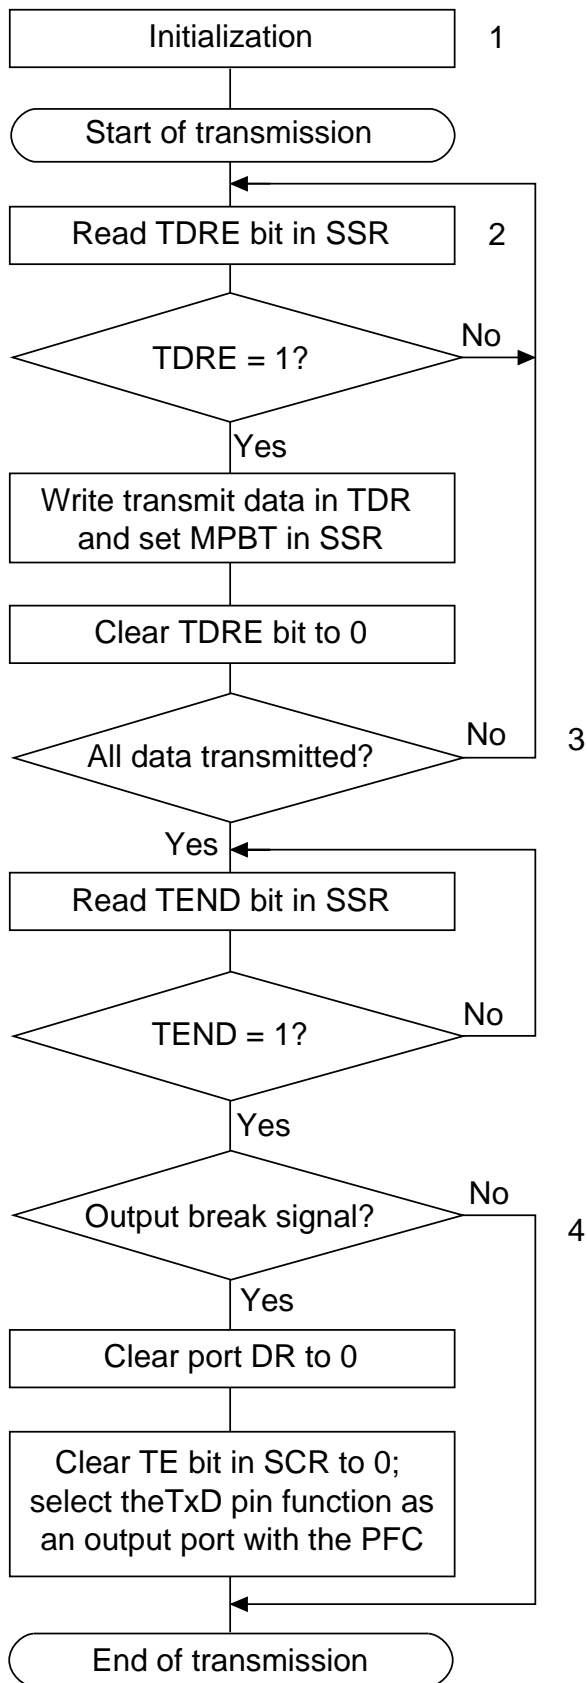 Initialization 1
Start of transmission
Read TDRE bit in SSR 2
No
TDRE = 1?
Yes
Write transmit data in TDR
and set MPBT in SSR
Clear TDRE bit to 0
No
All data transmitted? 3
Yes
Read TEND bit in SSR
No
TEND = 1?
Yes
No
Output break signal? 4
Yes
Clear port DR to 0
Clear TE bit in SCR to 0;
select theTxD pin function as
an output port with the PFC
End of transmission